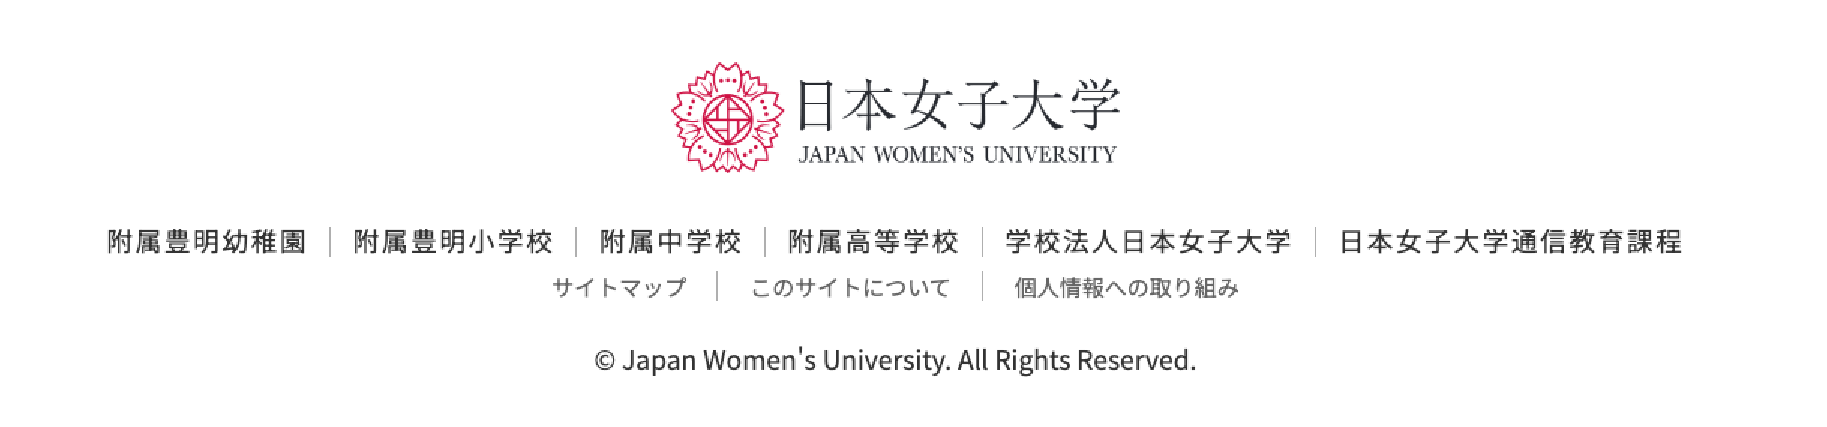 日本女子大学
JAPAN WOMEN'S UNIVERSITY
附属豊明幼稚園 附属豊明小学校 附属中学校 附属高等学校 学校法人日本女子大学 日本女子大学通信教育課程
サイトマップ このサイトについて 個人情報への取り組み
© Japan Women's University. All Rights Reserved.